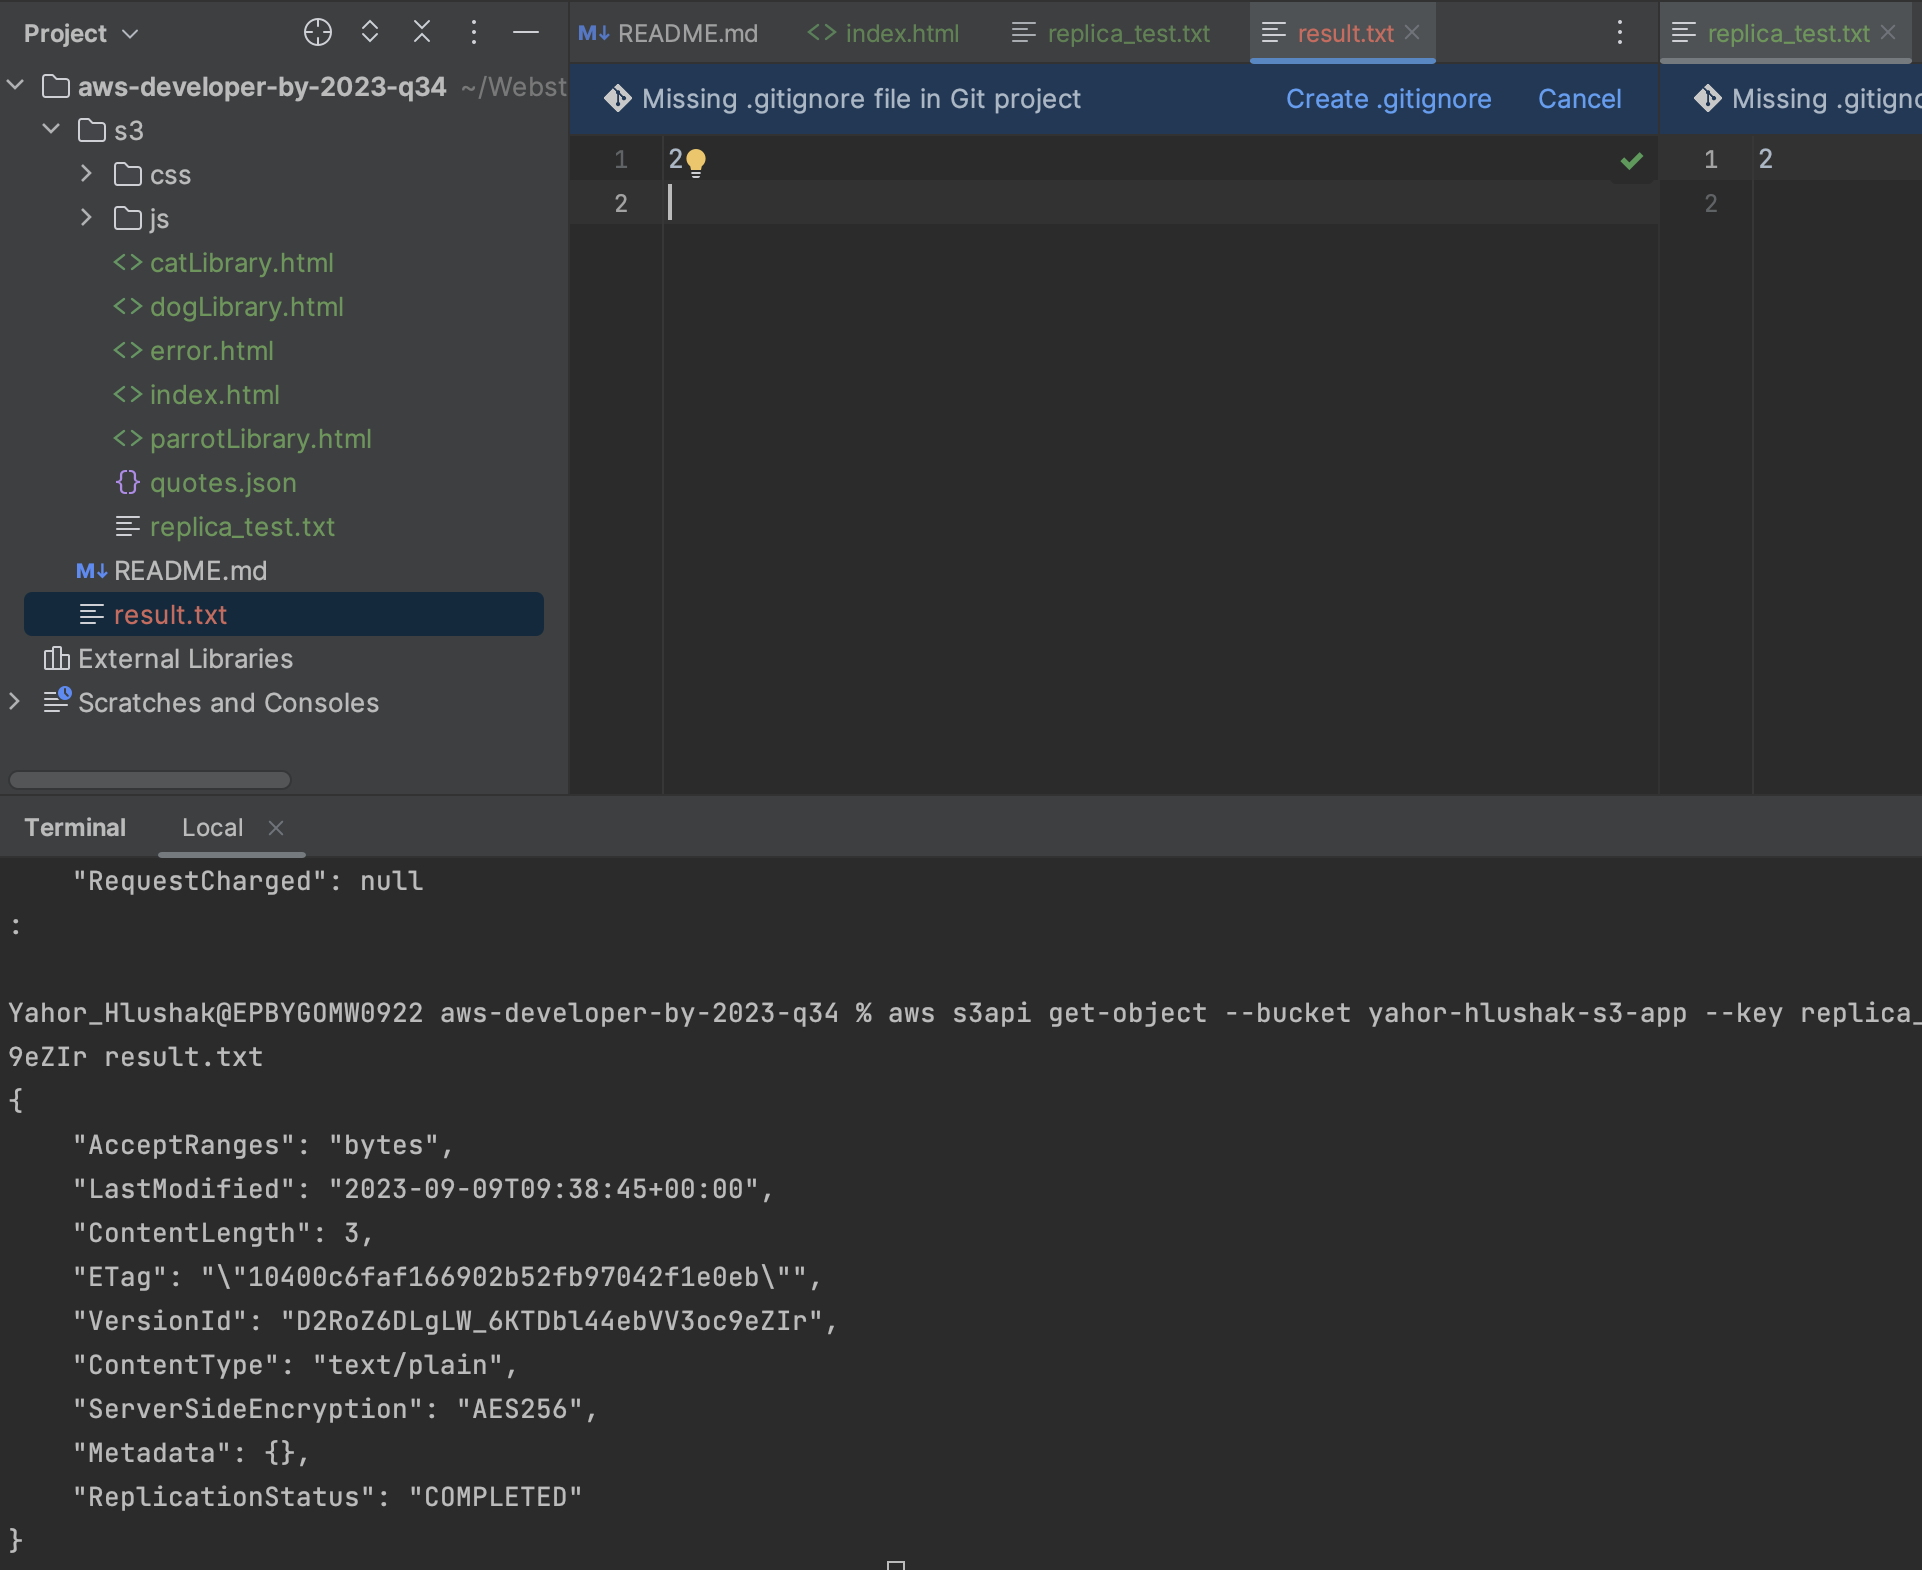 Project
aws-developer-by-2023-q34 ~/Webst
s3
css
js
catLibrary.html
dogLibrary.html
error.html
index.html
parrotLibrary.html
quotes.json
replica_test.txt
README.md
result.txt
External Libraries
Scratches and Consoles
README.md index.html replica_test.txt result.txt
Missing .gitignore file in Git project Create .gitignore Cancel
1 2
2
replica_test.txt
Missing .gitigno
1 2
2
Terminal Local
"RequestCharged": null
:
Yahor_Hlushak@EPBYGOMW0922 aws-developer-by-2023-q34 % aws s3api get-object --bucket yahor-hlushak-s3-app --key replica_
9eZIr result.txt
{
"AcceptRanges": "bytes",
"LastModified": "2023-09-09T09:38:45+00:00",
"ContentLength": 3,
"ETag": "\"10400c6faf166902b52fb97042f1e0eb\"",
"VersionId": "D2RoZ6DLgLW_6KTDbl44ebVV3oc9eZIr",
"ContentType": "text/plain",
"ServerSideEncryption": "AES256",
"Metadata": {},
"ReplicationStatus": "COMPLETED"
}